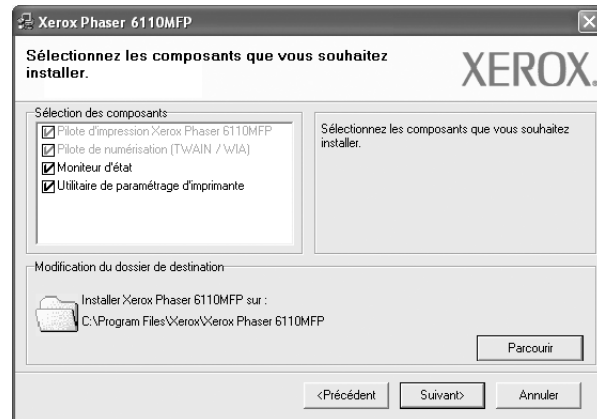 Xerox Phaser 6110MFP
Sélectionnez les composants que vous souhaitez
installer.
XEROX.
Sélection des composants
Pilote d'impression Xerox Phaser 6110MFP
Pilote de numérisation (TWAIN / WIA)
Moniteur d'état
Utilitaire de paramétrage d'imprimante
Sélectionnez les composants que vous souhaitez
installer.
Modification du dossier de destination
Installer Xerox Phaser 6110MFP sur :
C:\Program Files\Xerox\Xerox Phaser 6110MFP
Parcourir
<Précédent
Suivant>
Annuler